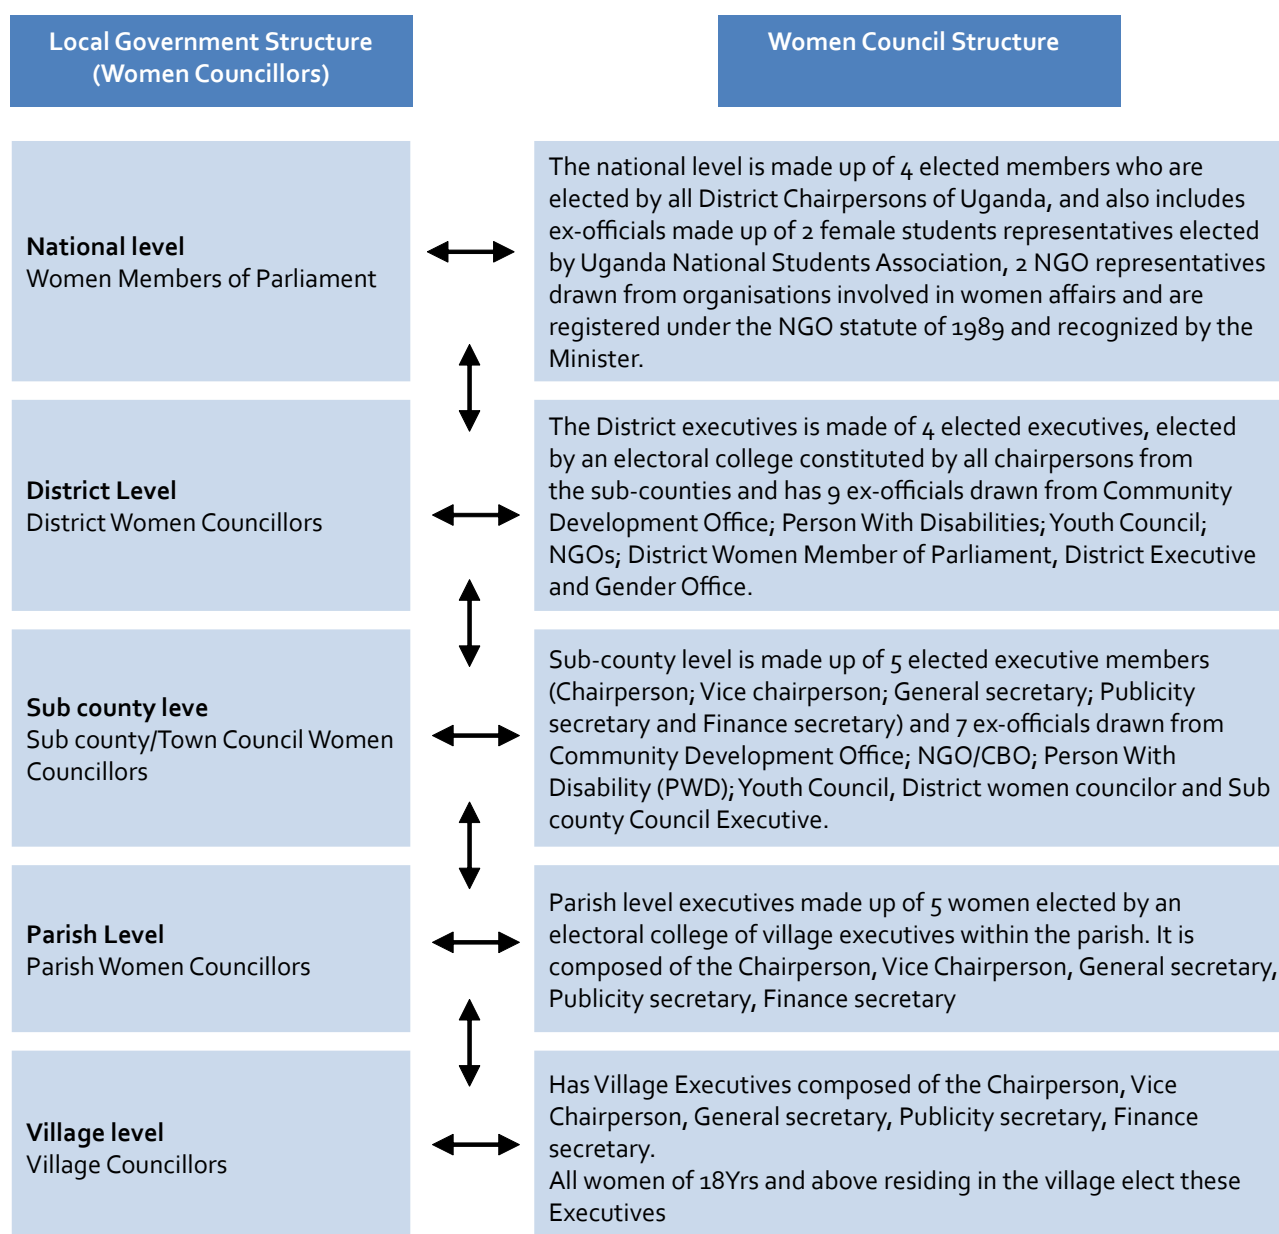 Local Government Structure
(Women Councillors)
Women Council Structure
National level
Women Members of Parliament
The national level is made up of 4 elected members who are
elected by all District Chairpersons of Uganda, and also includes
ex-officials made up of 2 female students representatives elected
by Uganda National Students Association, 2 NGO representatives
drawn from organisations involved in women affairs and are
registered under the NGO statute of 1989 and recognized by the
Minister.
District Level
District Women Councillors
The District executives is made of 4 elected executives, elected
by an electoral college constituted by all chairpersons from
the sub-counties and has 9 ex-officials drawn from Community
Development Office; Person With Disabilities; Youth Council;
NGOs; District Women Member of Parliament, District Executive
and Gender Office.
Sub county leve
Sub county/Town Council Women
Councillors
Sub-county level is made up of 5 elected executive members
(Chairperson; Vice chairperson; General secretary; Publicity
secretary and Finance secretary) and 7 ex-officials drawn from
Community Development Office; NGO/CBO; Person With
Disability (PWD); Youth Council, District women councilor and Sub
county Council Executive.
Parish Level
Parish Women Councillors
Parish level executives made up of 5 women elected by an
electoral college of village executives within the parish. It is
composed of the Chairperson, Vice Chairperson, General secretary,
Publicity secretary, Finance secretary
Village level
Village Councillors
Has Village Executives composed of the Chairperson, Vice
Chairperson, General secretary, Publicity secretary, Finance
secretary.
All women of 18Yrs and above residing in the village elect these
Executives